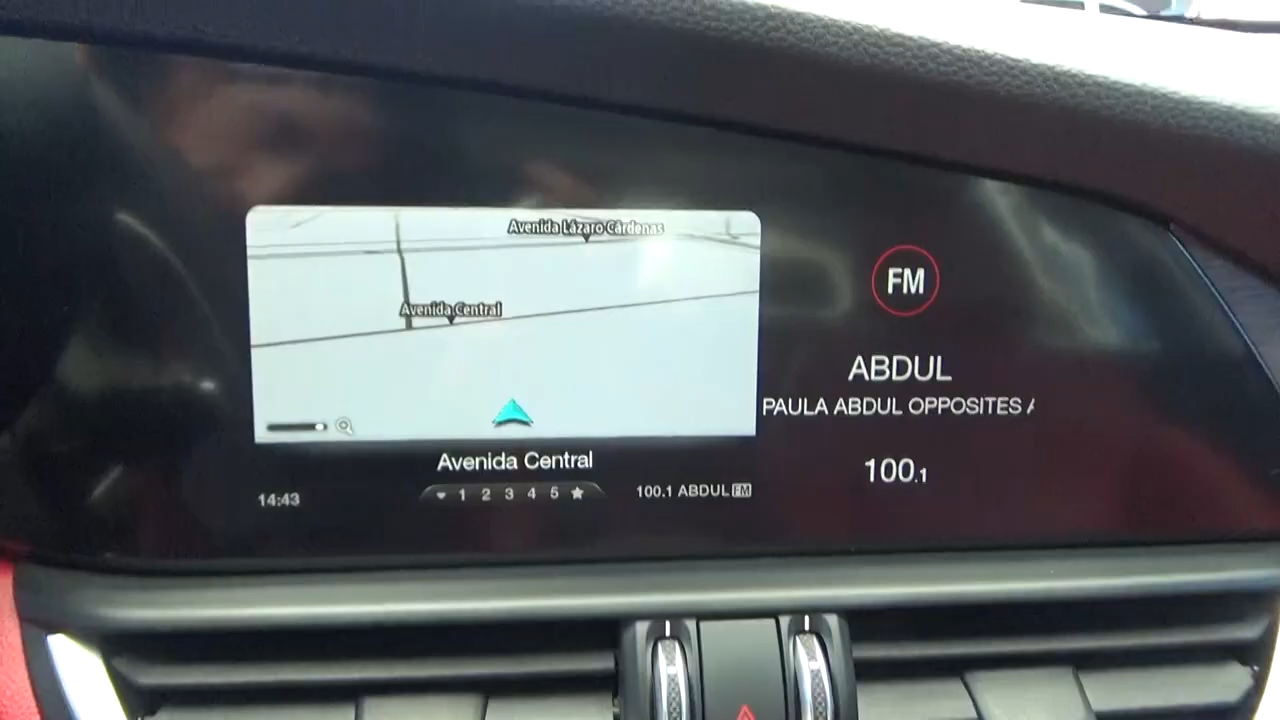 Avenida Lázaro Cárdenas
Avenida Central
FM
ABDUL
PAULA ABDUL OPPOSITES
100.1
Avenida Central
14:43
1 2 3 4 5
100.1 ABDUL FM